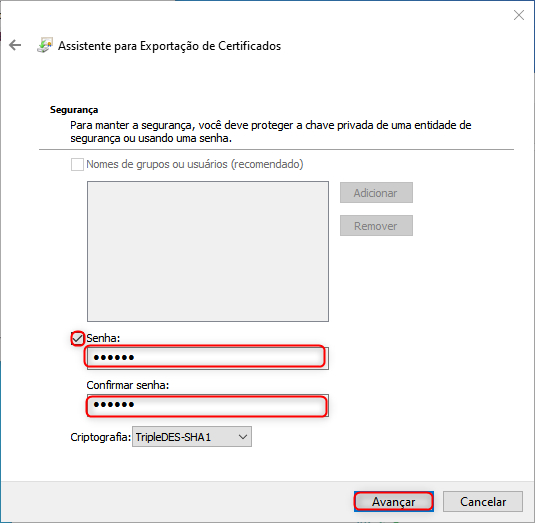 Assistente para Exportação de Certificados
Segurança
Para manter a segurança, você deve proteger a chave privada de uma entidade de
segurança ou usando uma senha.
Nomes de grupos ou usuários (recomendado)
Adicionar
Remover
Senha:
●●●●●●
Confirmar senha:
●●●●●●
Criptografia: TripleDES-SHA1
Avançar
Cancelar